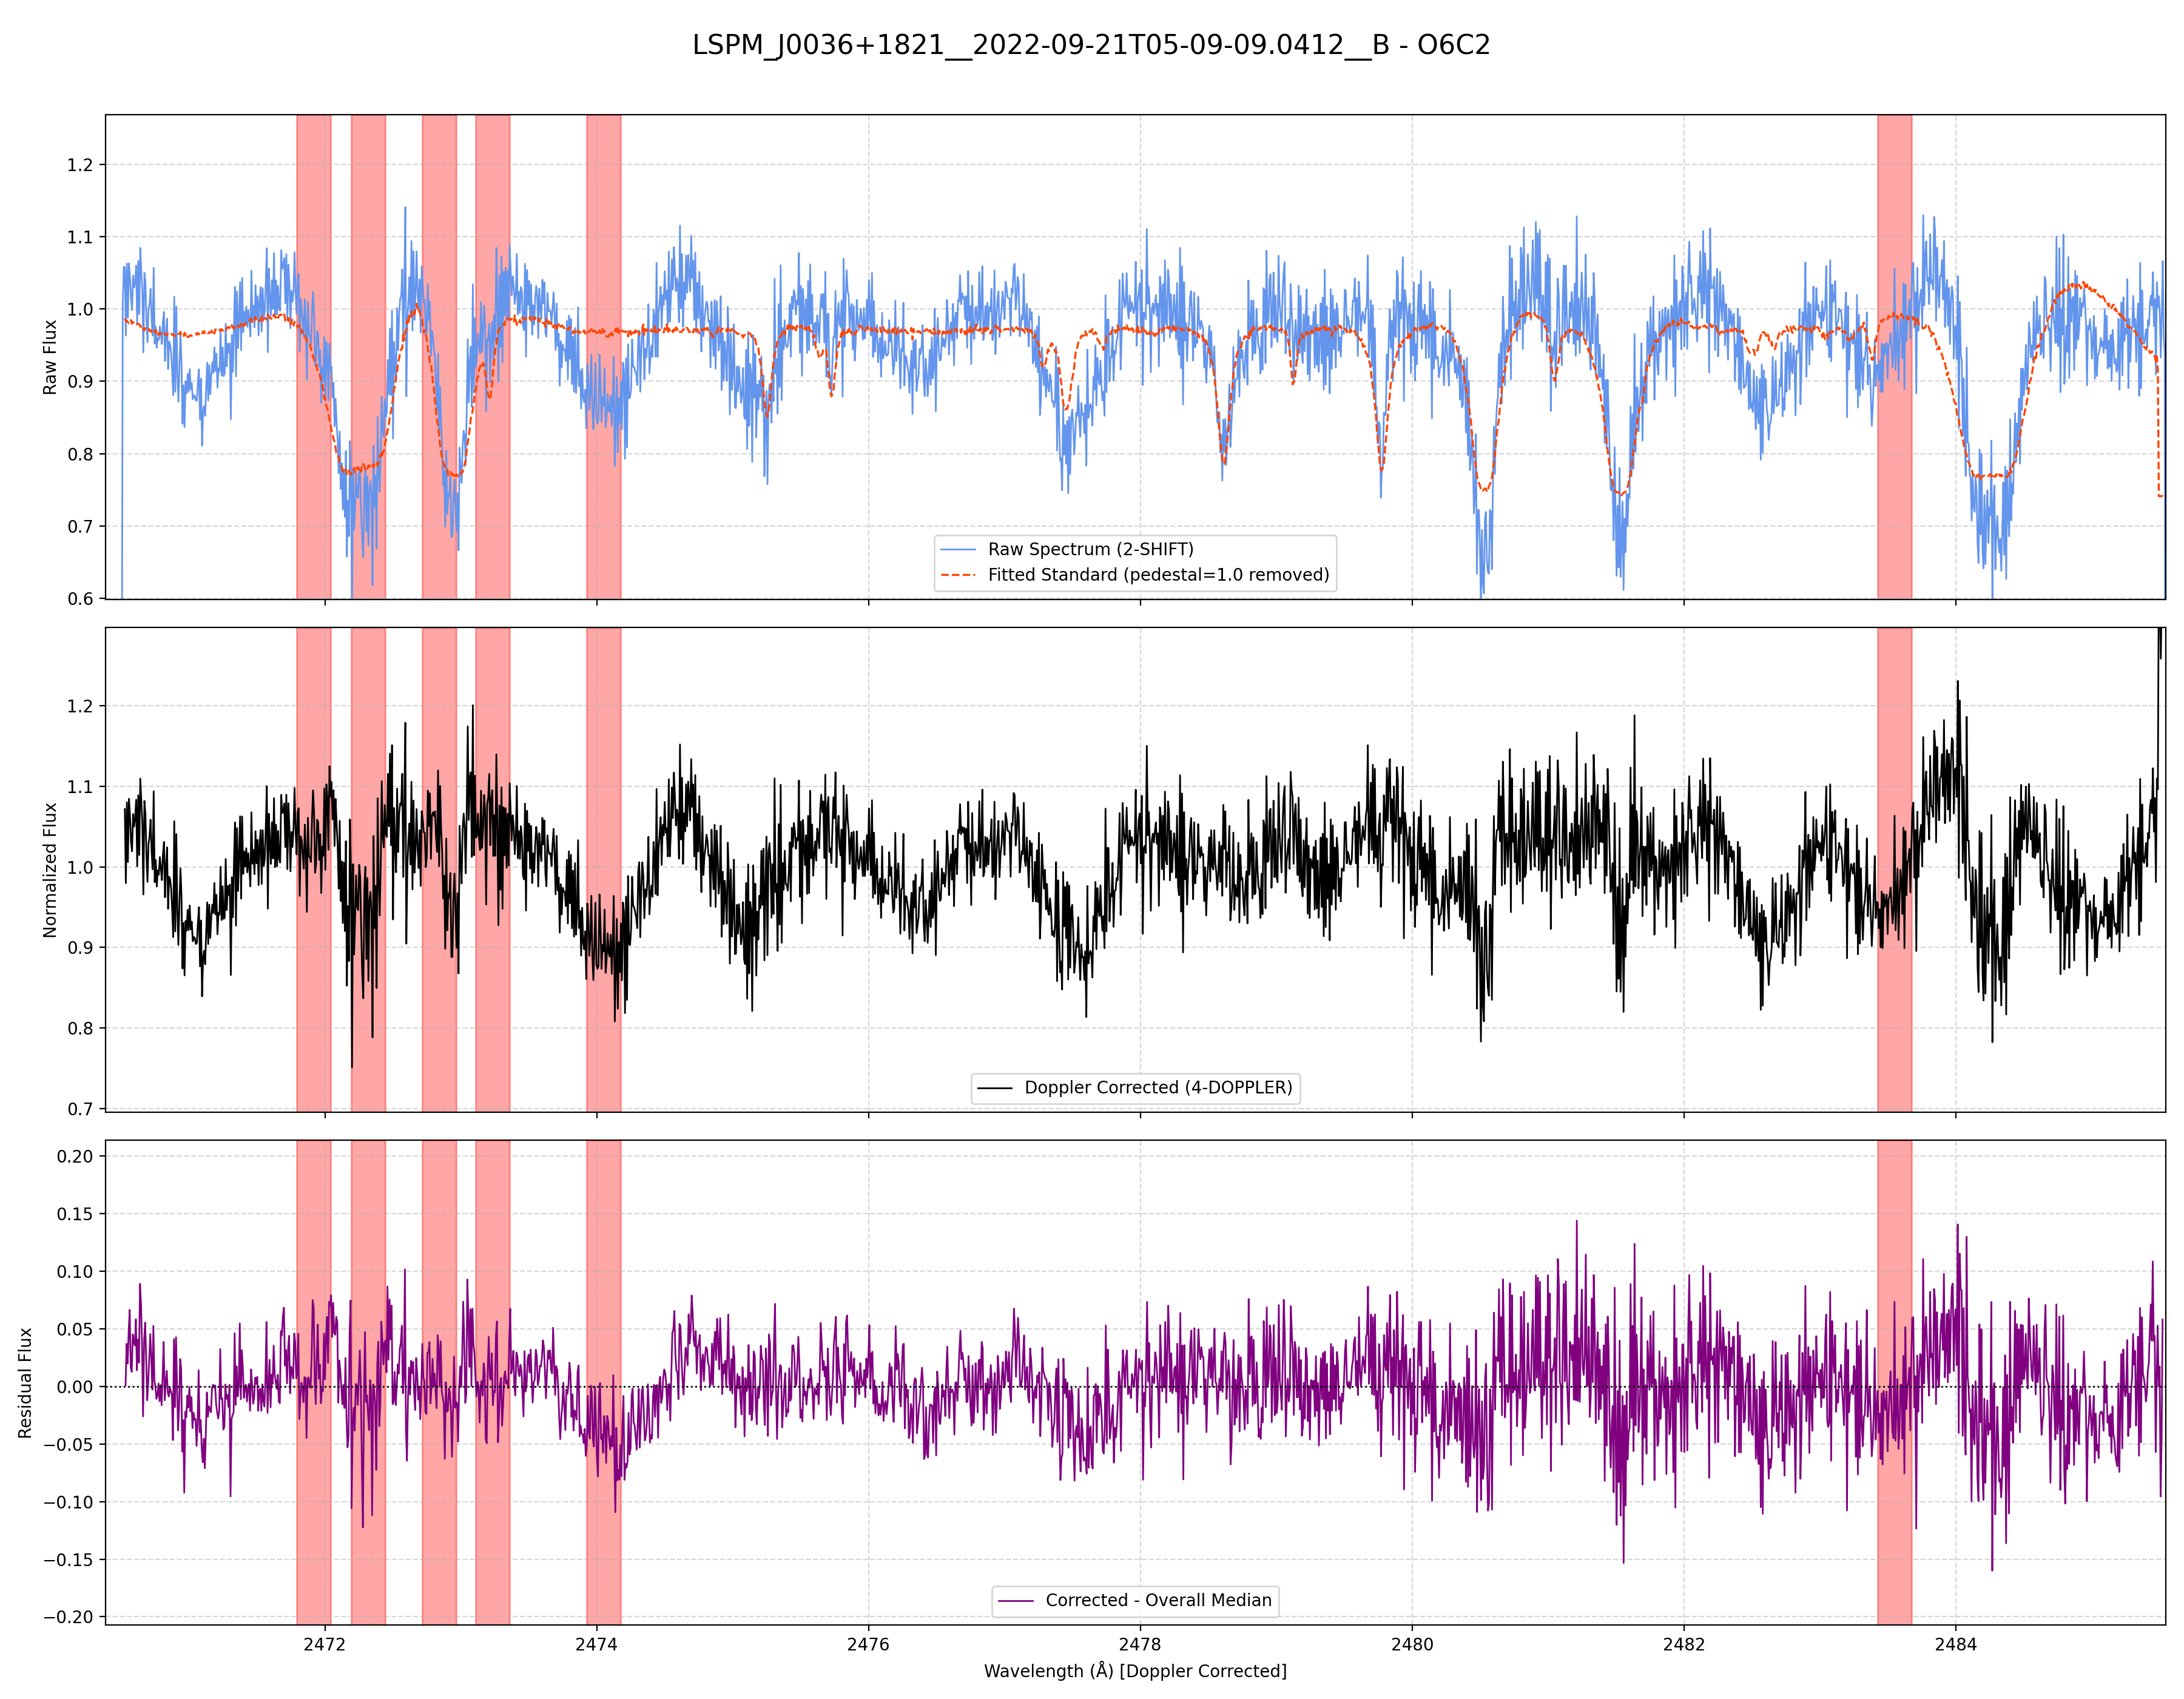 LSPM_J0036+1821__2022-09-21T05-09-09.0412__B - O6C2
1.2
1.1
1.0
0.9
0.8
0.7
0.6
Raw Flux
Raw Spectrum (2-SHIFT)
Fitted Standard (pedestal=1.0 removed)
1.2
1.1
1.0
0.9
0.8
0.7
Normalized Flux
Doppler Corrected (4-DOPPLER)
0.20
0.15
0.10
0.05
0.00
−0.05
−0.10
−0.15
−0.20
Residual Flux
Corrected - Overall Median
2472 2474 2476 2478 2480 2482 2484
Wavelength (Å) [Doppler Corrected]